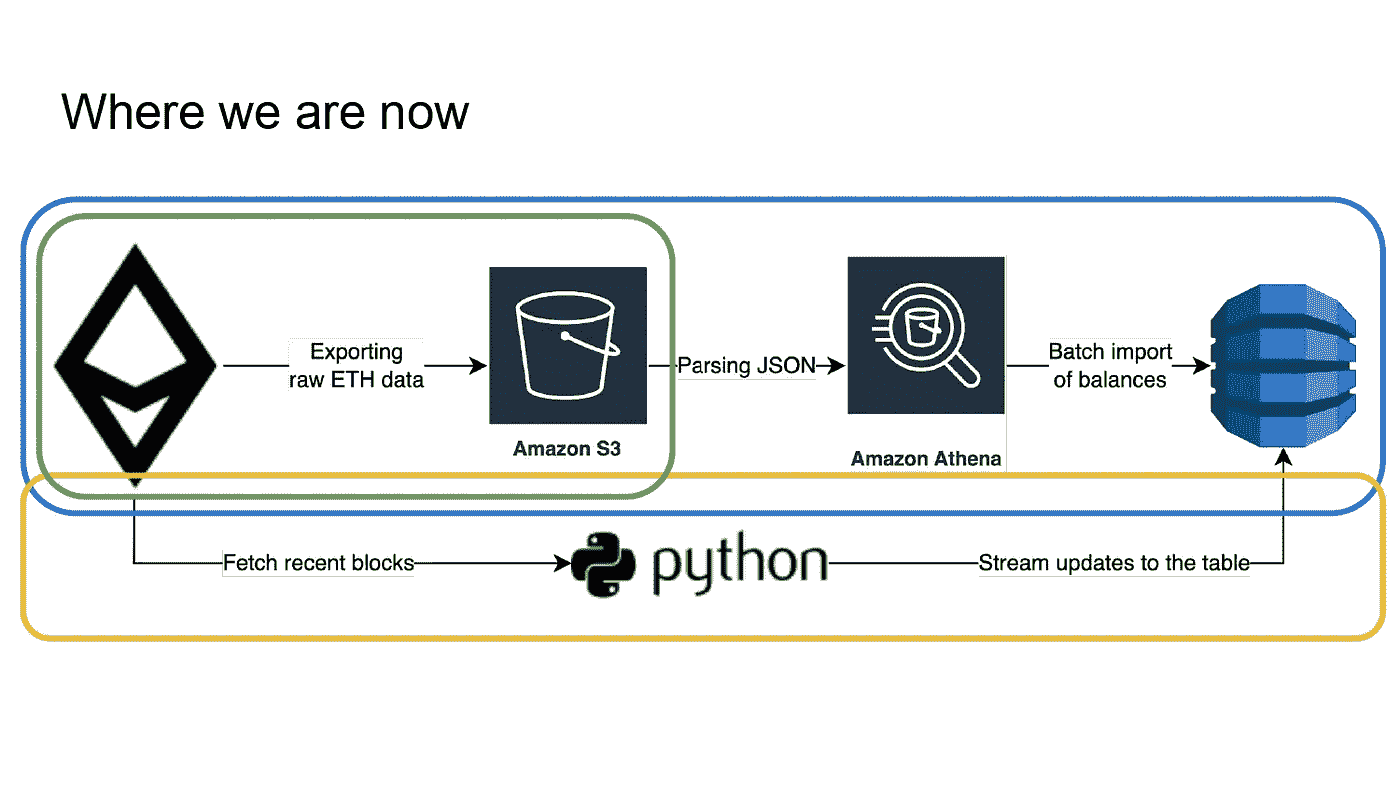 Where we are now
Exporting
raw ETH data
Parsing JSON
Batch import
of balances
Amazon S3
Amazon Athena
Fetch recent blocks
python
Stream updates to the table